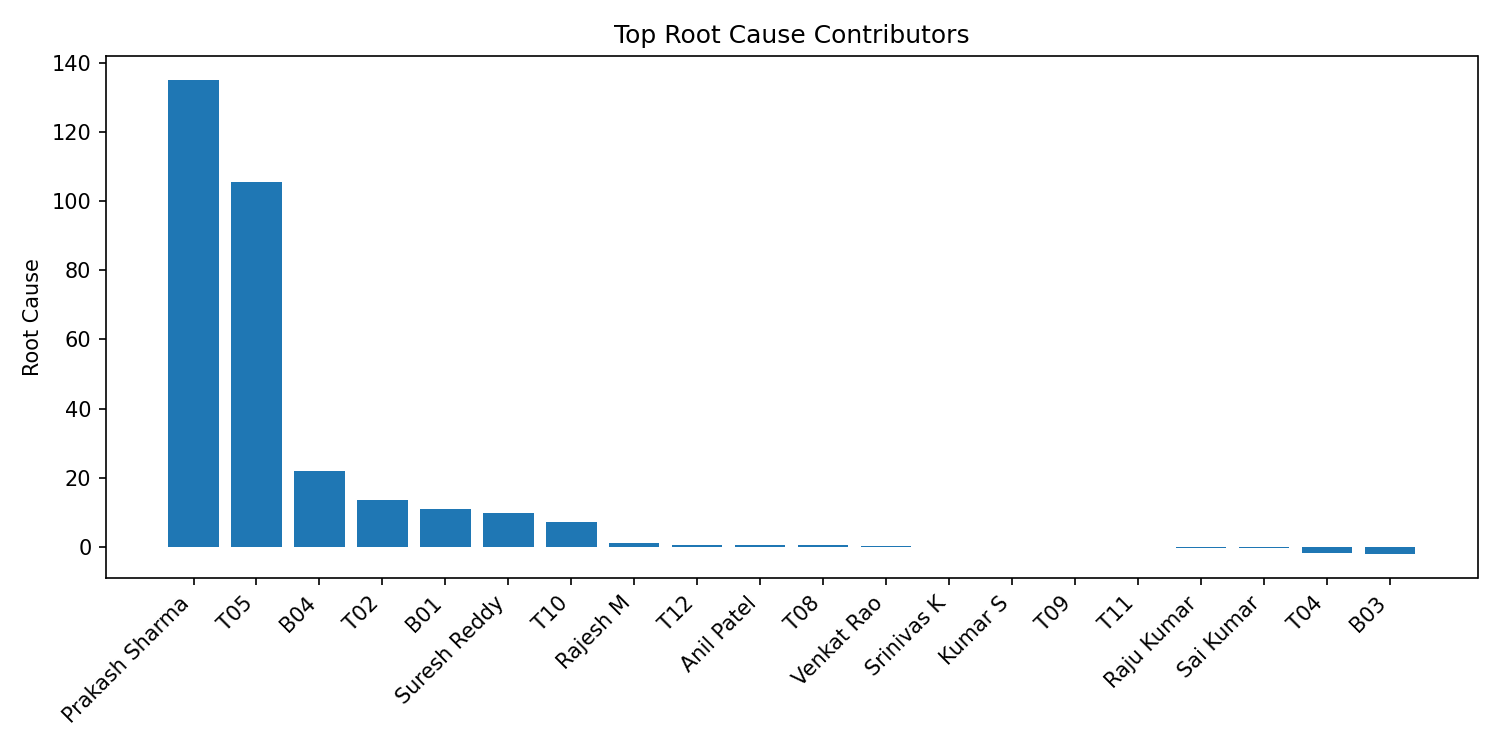 Top Root Cause Contributors
Root Cause
140
120
100
80
60
40
20
0
Prakash Sharma
T05
B04
T02
B01
Suresh Reddy
T10
Rajesh M
T12
Anil Patel
T08
Venkat Rao
Srinivas K
Kumar S
T09
T11
Raju Kumar
Sai Kumar
T04
B03